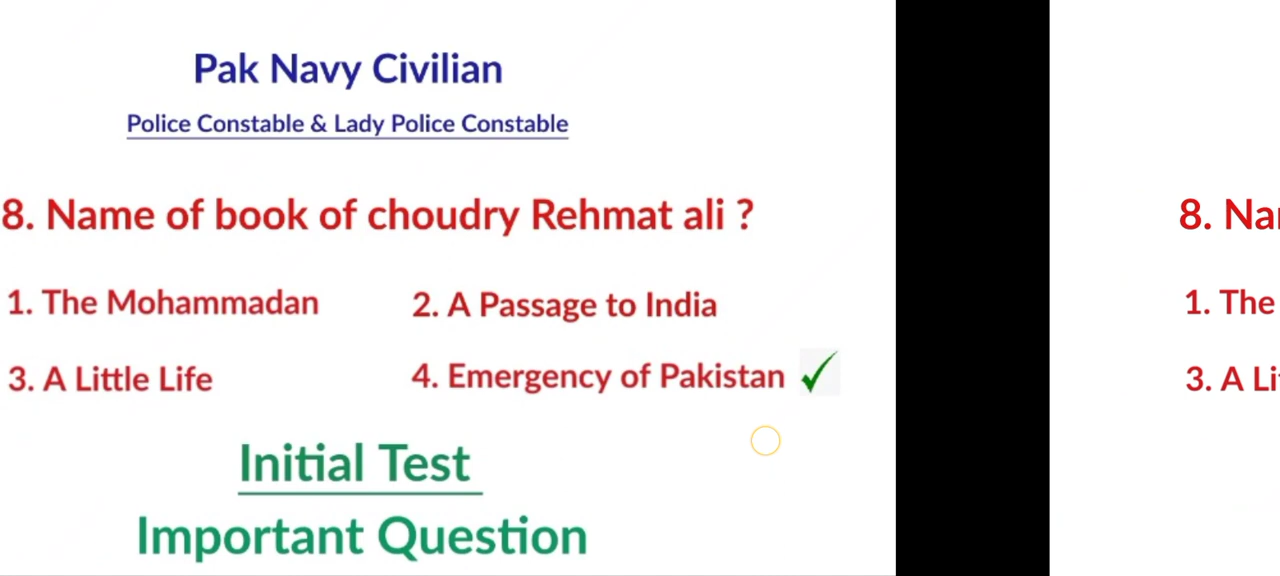 Pak Navy Civilian
Police Constable & Lady Police Constable
8. Name of book of choudry Rehmat ali ?
1. The Mohammadan
2. A Passage to India
3. A Little Life
4. Emergency of Pakistan
Initial Test
Important Question
8. Nar
1. The
3. A Li